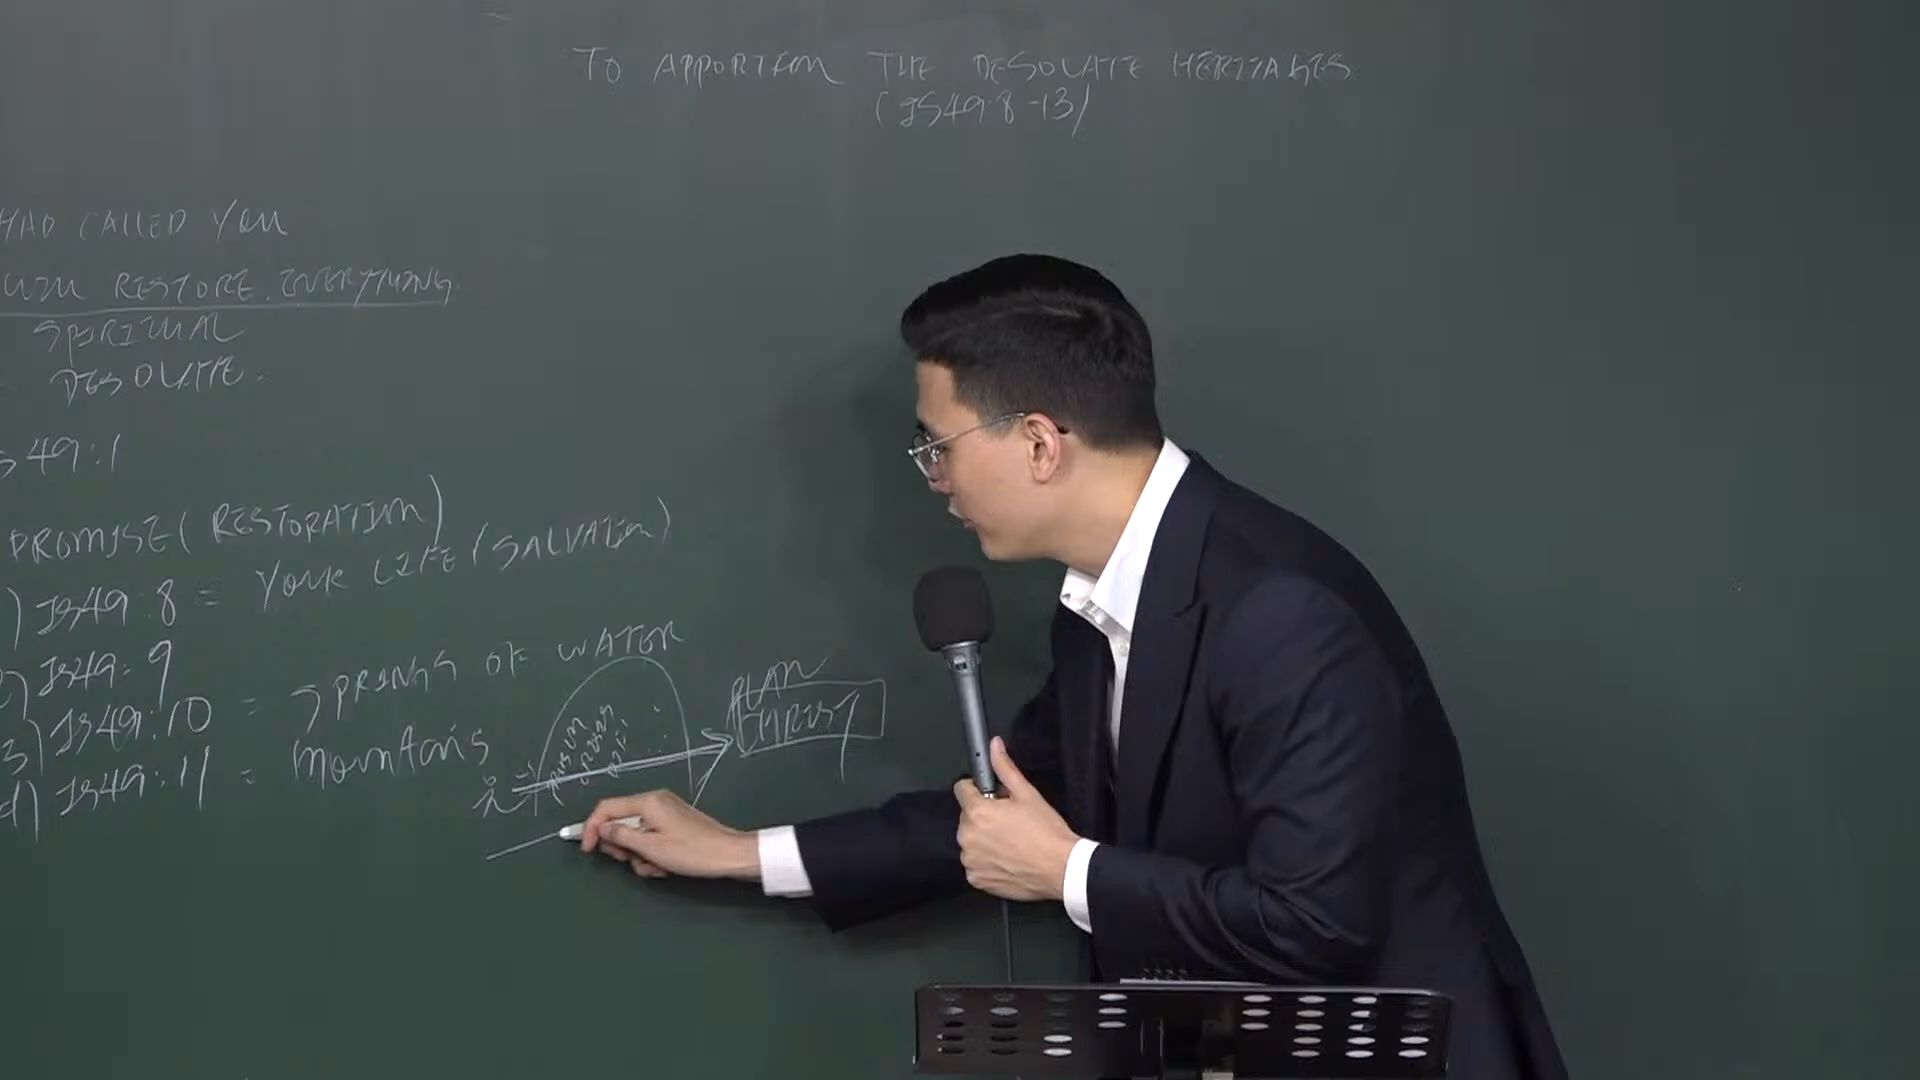 TO APPORTION THE DESOLATE HERITAGES
(IS49:8-13)
HAD CALLED YOU
WILL RESTORE EVERYTHING
SPIRITUAL
DESOLATE.
49:1
PROMISE (RESTORATION)
) IS49:8 = YOUR LIFE (SALVATION)
) IS49:9
3) IS49:10 = SPRINGS OF WATER
d) IS49:11 = Mountains
PLAN
CHRIST